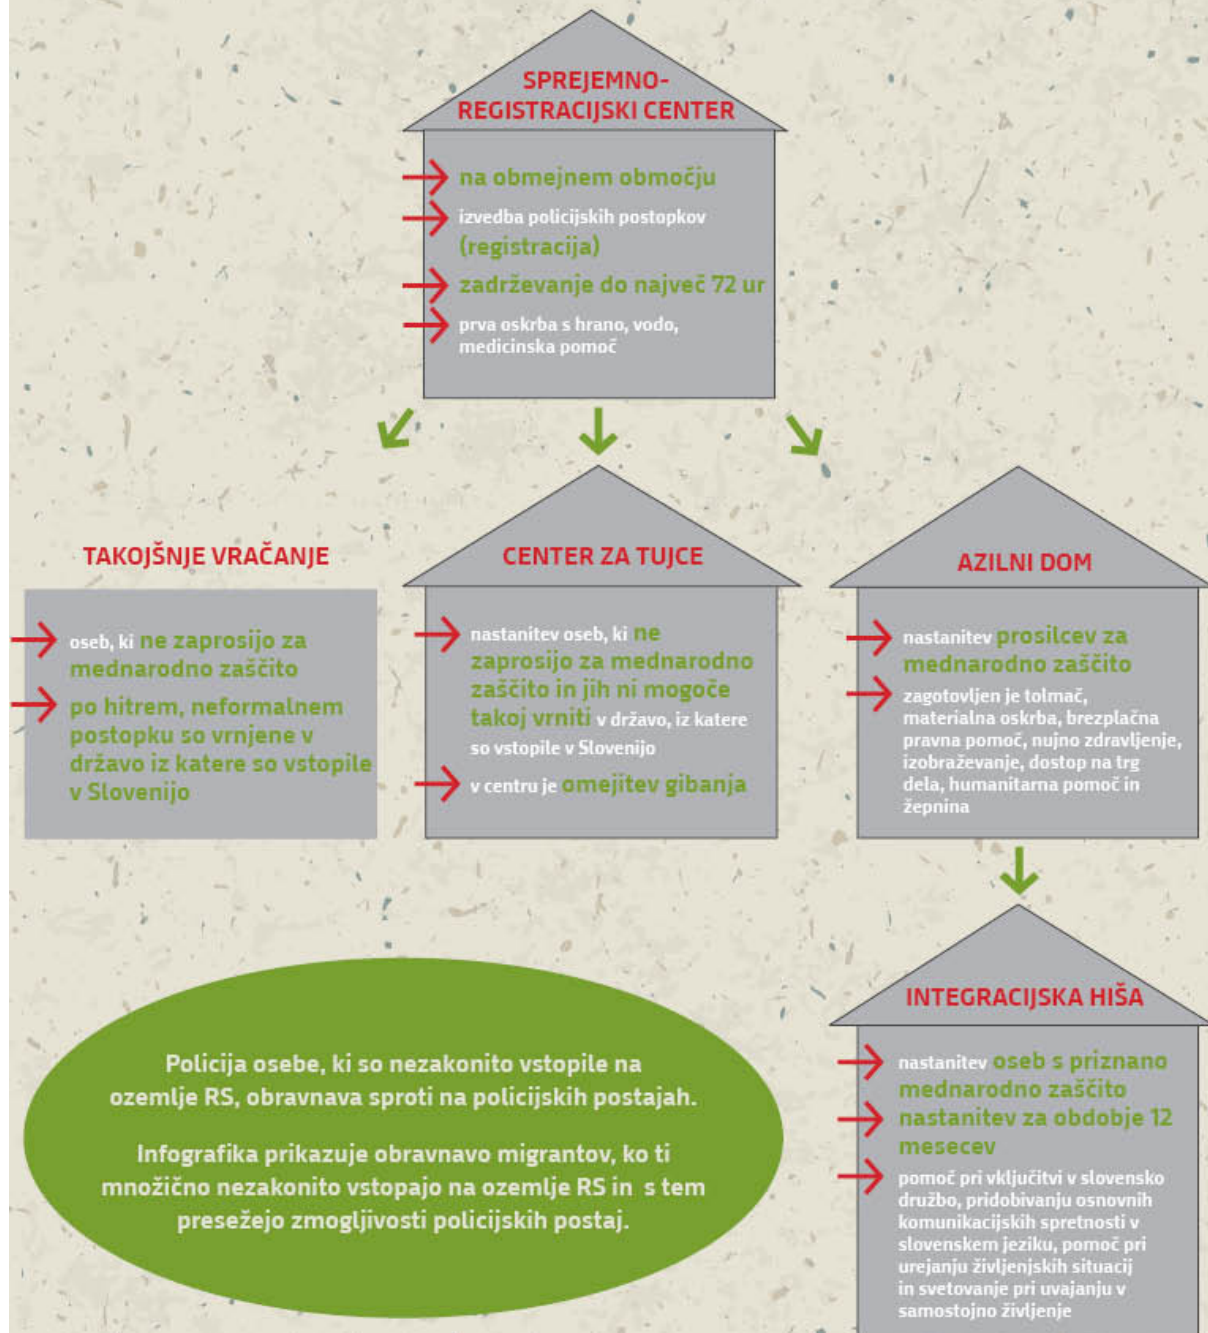 SPREJEMNO-
REGISTRACIJSKI CENTER
na obmejnem območju
izvedba policijskih postopkov
(registracija)
zadrževanje do največ 72 ur
prva oskrba s hrano, vodo,
medicinska pomoč
TAKOJŠNJE VRAČANJE
oseb, ki ne zaprosijo za
mednarodno zaščito
po hitrem, neformalnem
postopku so vrnjene v
državo iz katere so vstopile
v Slovenijo
CENTER ZA TUJCE
nastanitev oseb, ki ne
zaprosijo za mednarodno
zaščito in jih ni mogoče
takoj vrniti v državo, iz katere
so vstopile v Slovenijo
v centru je omejitev gibanja
AZILNI DOM
nastanitev prosilcev za
mednarodno zaščito
zagotovljen je tolmač,
materialna oskrba, brezplačna
pravna pomoč, nujno zdravljenje,
izobraževanje, dostop na trg
dela, humanitarna pomoč in
žepnina
Policija osebe, ki so nezakonito vstopile na
ozemlje RS, obravnava sproti na policijskih postajah.
Infografika prikazuje obravnavo migrantov, ko ti
množično nezakonito vstopajo na ozemlje RS in s tem
presežejo zmogljivosti policijskih postaj.
INTEGRACIJSKA HIŠA
nastanitev oseb s priznano
mednarodno zaščito
nastanitev za obdobje 12
mesecev
pomoč pri vključitvi v slovensko
družbo, pridobivanju osnovnih
komunikacijskih spretnosti v
slovenskem jeziku, pomoč pri
urejanju življenjskih situacij
in svetovanje pri uvajanju v
samostojno življenje